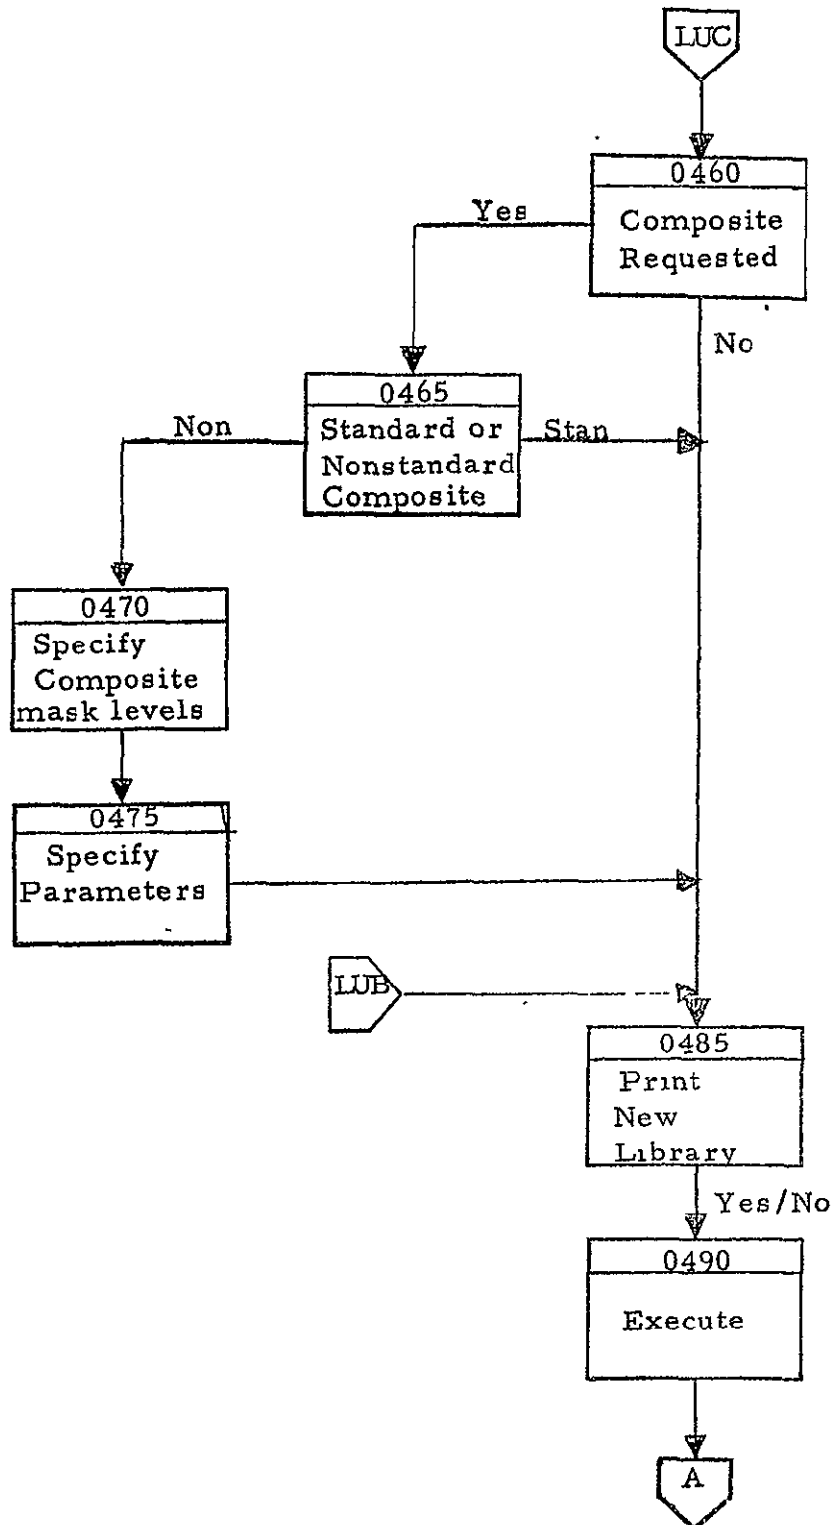 LUC
0460
Composite
Requested
Yes
No
0465
Standard or
Nonstandard
Composite
Non
Stan
0470
Specify
Composite
mask levels
0475
Specify
Parameters
LUB
0485
Print
New
Library
Yes/No
0490
Execute
A